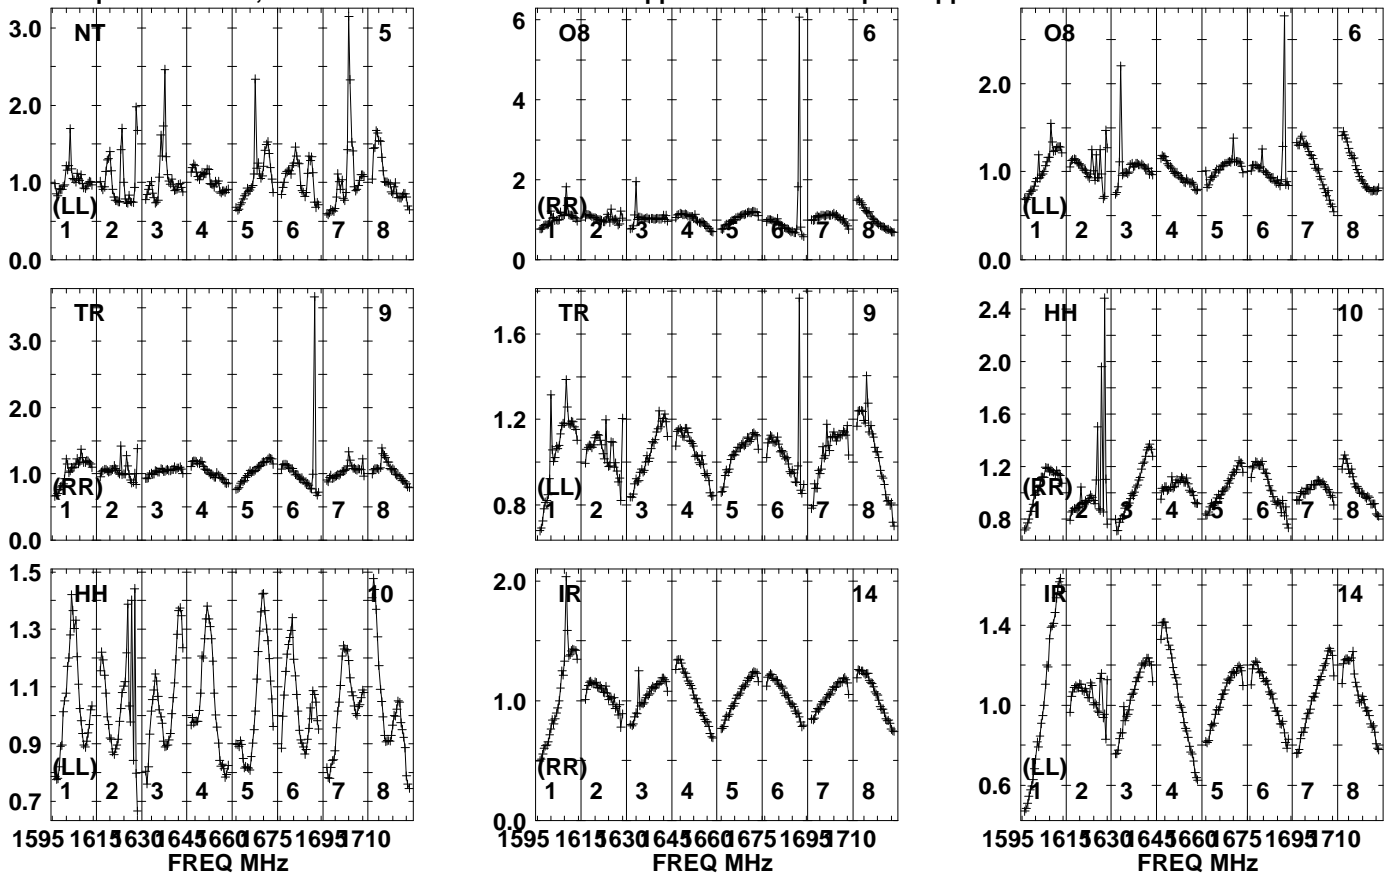 3.0 NT 5
2.0
1.0
(LL)
1 2 3 4 5 6 7 8
0.0
6 O8 6
4
2
(RR)
1 2 3 4 5 6 7 8
0
O8 6
2.0
1.0
(LL)
1 2 3 4 5 6 7 8
0.0
TR 9
3.0
2.0
1.0
(RR)
1 2 3 4 5 6 7 8
0.0
TR 9
1.6
1.2
(LL)
0.8
1 2 3 4 5 6 7 8
2.4 HH 10
2.0
1.6
1.2
(RR)
0.8
1 2 3 4 5 6 7 8
1.5 HH 10
1.3
1.1
0.9
(LL)
0.7
1 2 3 4 5 6 7 8
1595 1615 1630 1645 1660 1675 1695 1710
FREQ MHz
2.0 IR 14
1.0
(RR)
1 2 3 4 5 6 7 8
0.0
1595 1615 1630 1645 1660 1675 1695 1710
FREQ MHz
IR 14
1.4
1.0
(LL)
0.6
1 2 3 4 5 6 7 8
1595 1615 1630 1645 1660 1675 1695 1710
FREQ MHz